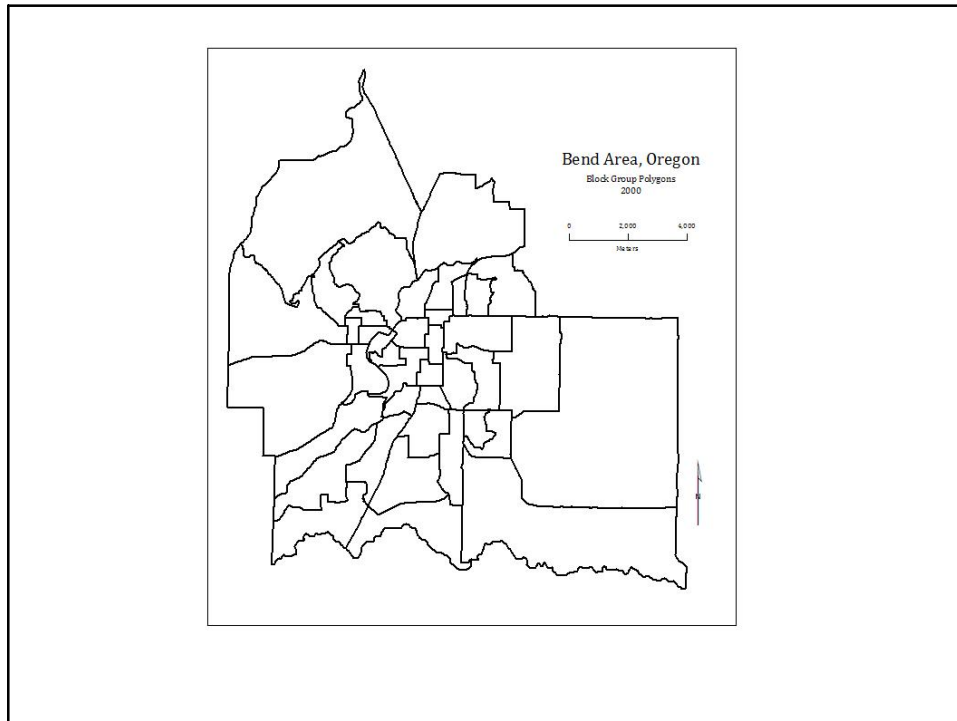 Bend Area, Oregon
Block Group Polygons
2000
0 2,000 4,000
Meters
N